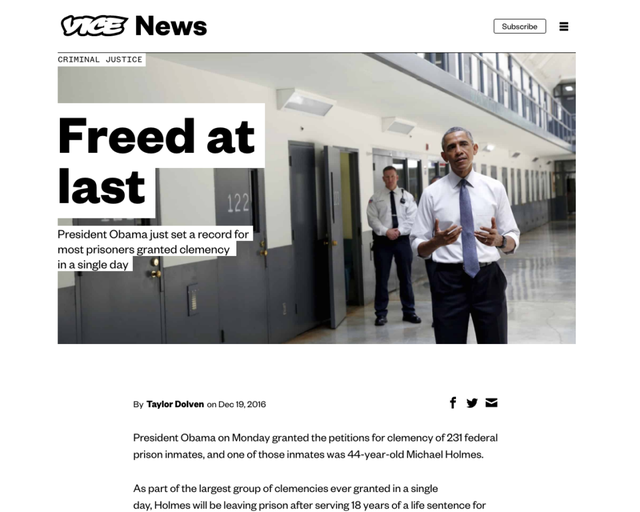 VICE News
Subscribe
CRIMINAL JUSTICE
Freed at
last
122
President Obama just set a record for
most prisoners granted clemency
in a single day
By Taylor Dolven on Dec 19, 2016
President Obama on Monday granted the petitions for clemency of 231 federal
prison inmates, and one of those inmates was 44-year-old Michael Holmes.
As part of the largest group of clemencies ever granted in a single
day, Holmes will be leaving prison after serving 18 years of a life sentence for